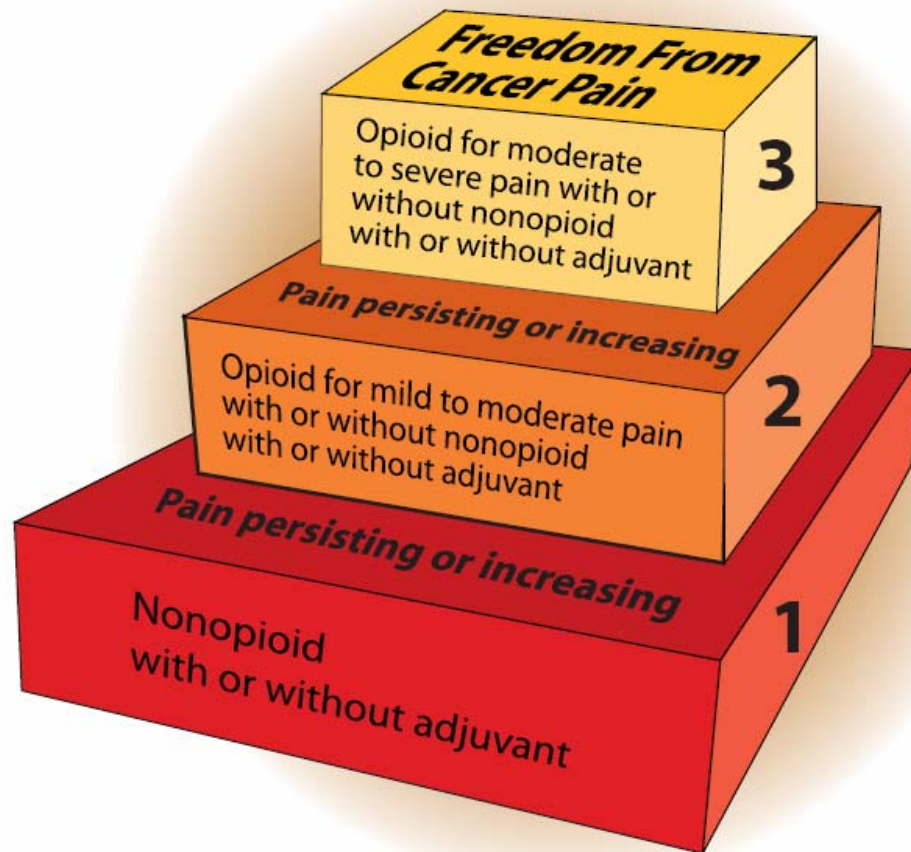 Freedom From
Cancer Pain
Opioid for moderate
to severe pain with or
without nonopioid
with or without adjuvant
3
Pain persisting or increasing
Opioid for mild to moderate pain
with or without nonopioid
with or without adjuvant
2
Pain persisting or increasing
Nonopioid
with or without adjuvant
1